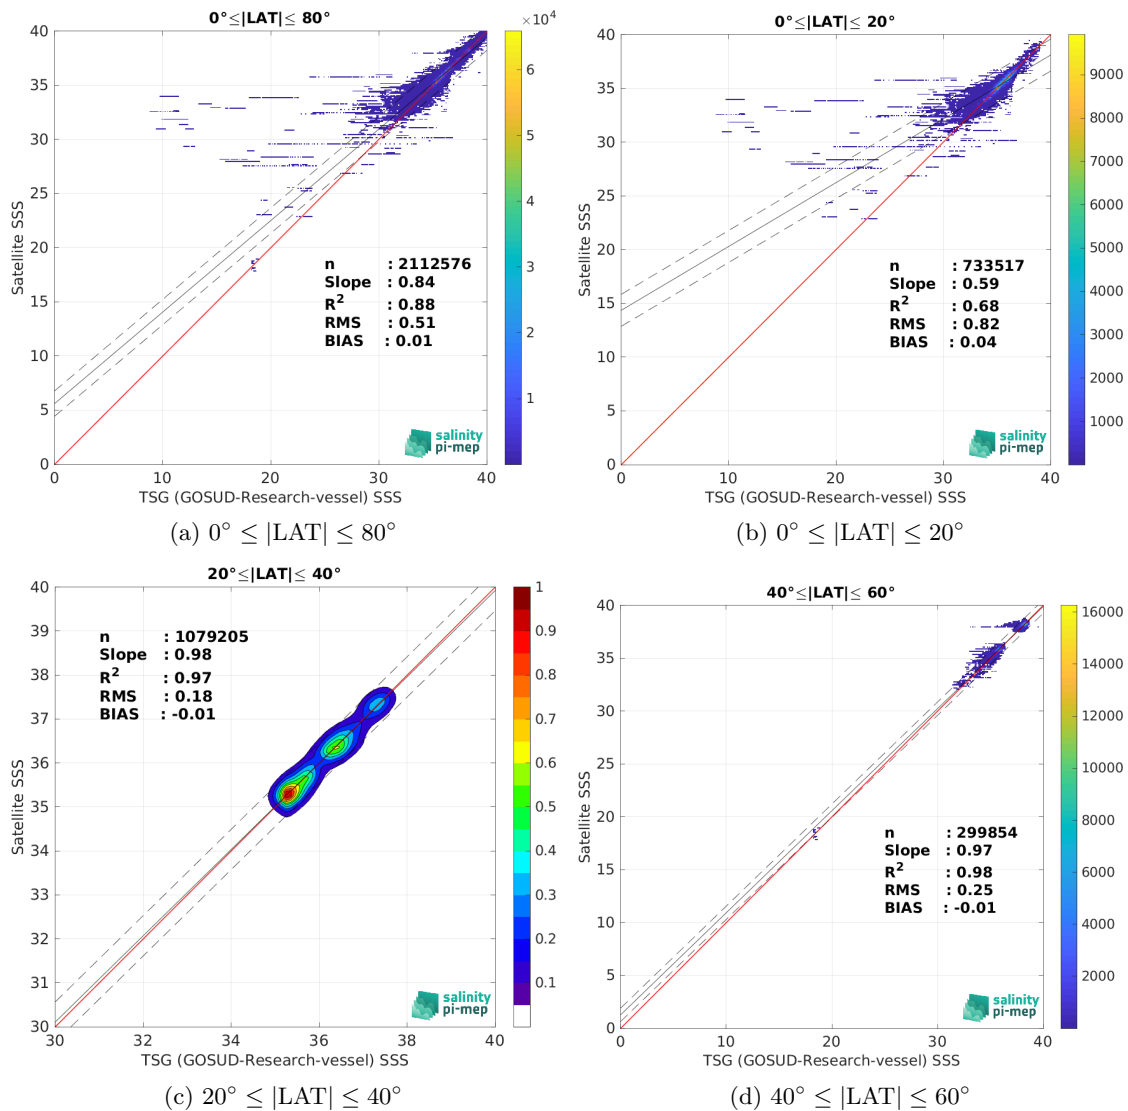 0°≤|LAT|≤ 80°
×10^4
Satellite SSS
40
35
30
25
20
15
10
5
0
0
10
20
30
40
TSG (GOSUD-Research-vessel) SSS
n : 2112576
Slope : 0.84
R^2 : 0.88
RMS : 0.51
BIAS : 0.01
salinity
pi-mep
6
5
4
3
2
1
(a) 0° ≤ |LAT| ≤ 80°
0°≤|LAT|≤ 20°
Satellite SSS
40
35
30
25
20
15
10
5
0
0
10
20
30
40
TSG (GOSUD-Research-vessel) SSS
n : 733517
Slope : 0.59
R^2 : 0.68
RMS : 0.82
BIAS : 0.04
salinity
pi-mep
9000
8000
7000
6000
5000
4000
3000
2000
1000
(b) 0° ≤ |LAT| ≤ 20°
20°≤|LAT|≤ 40°
Satellite SSS
40
39
38
37
36
35
34
33
32
31
30
30
32
34
36
38
40
TSG (GOSUD-Research-vessel) SSS
n : 1079205
Slope : 0.98
R^2 : 0.97
RMS : 0.18
BIAS : -0.01
salinity
pi-mep
1
0.9
0.8
0.7
0.6
0.5
0.4
0.3
0.2
0.1
(c) 20° ≤ |LAT| ≤ 40°
40°≤|LAT|≤ 60°
Satellite SSS
40
35
30
25
20
15
10
5
0
0
10
20
30
40
TSG (GOSUD-Research-vessel) SSS
n : 299854
Slope : 0.97
R^2 : 0.98
RMS : 0.25
BIAS : -0.01
salinity
pi-mep
16000
14000
12000
10000
8000
6000
4000
2000
(d) 40° ≤ |LAT| ≤ 60°